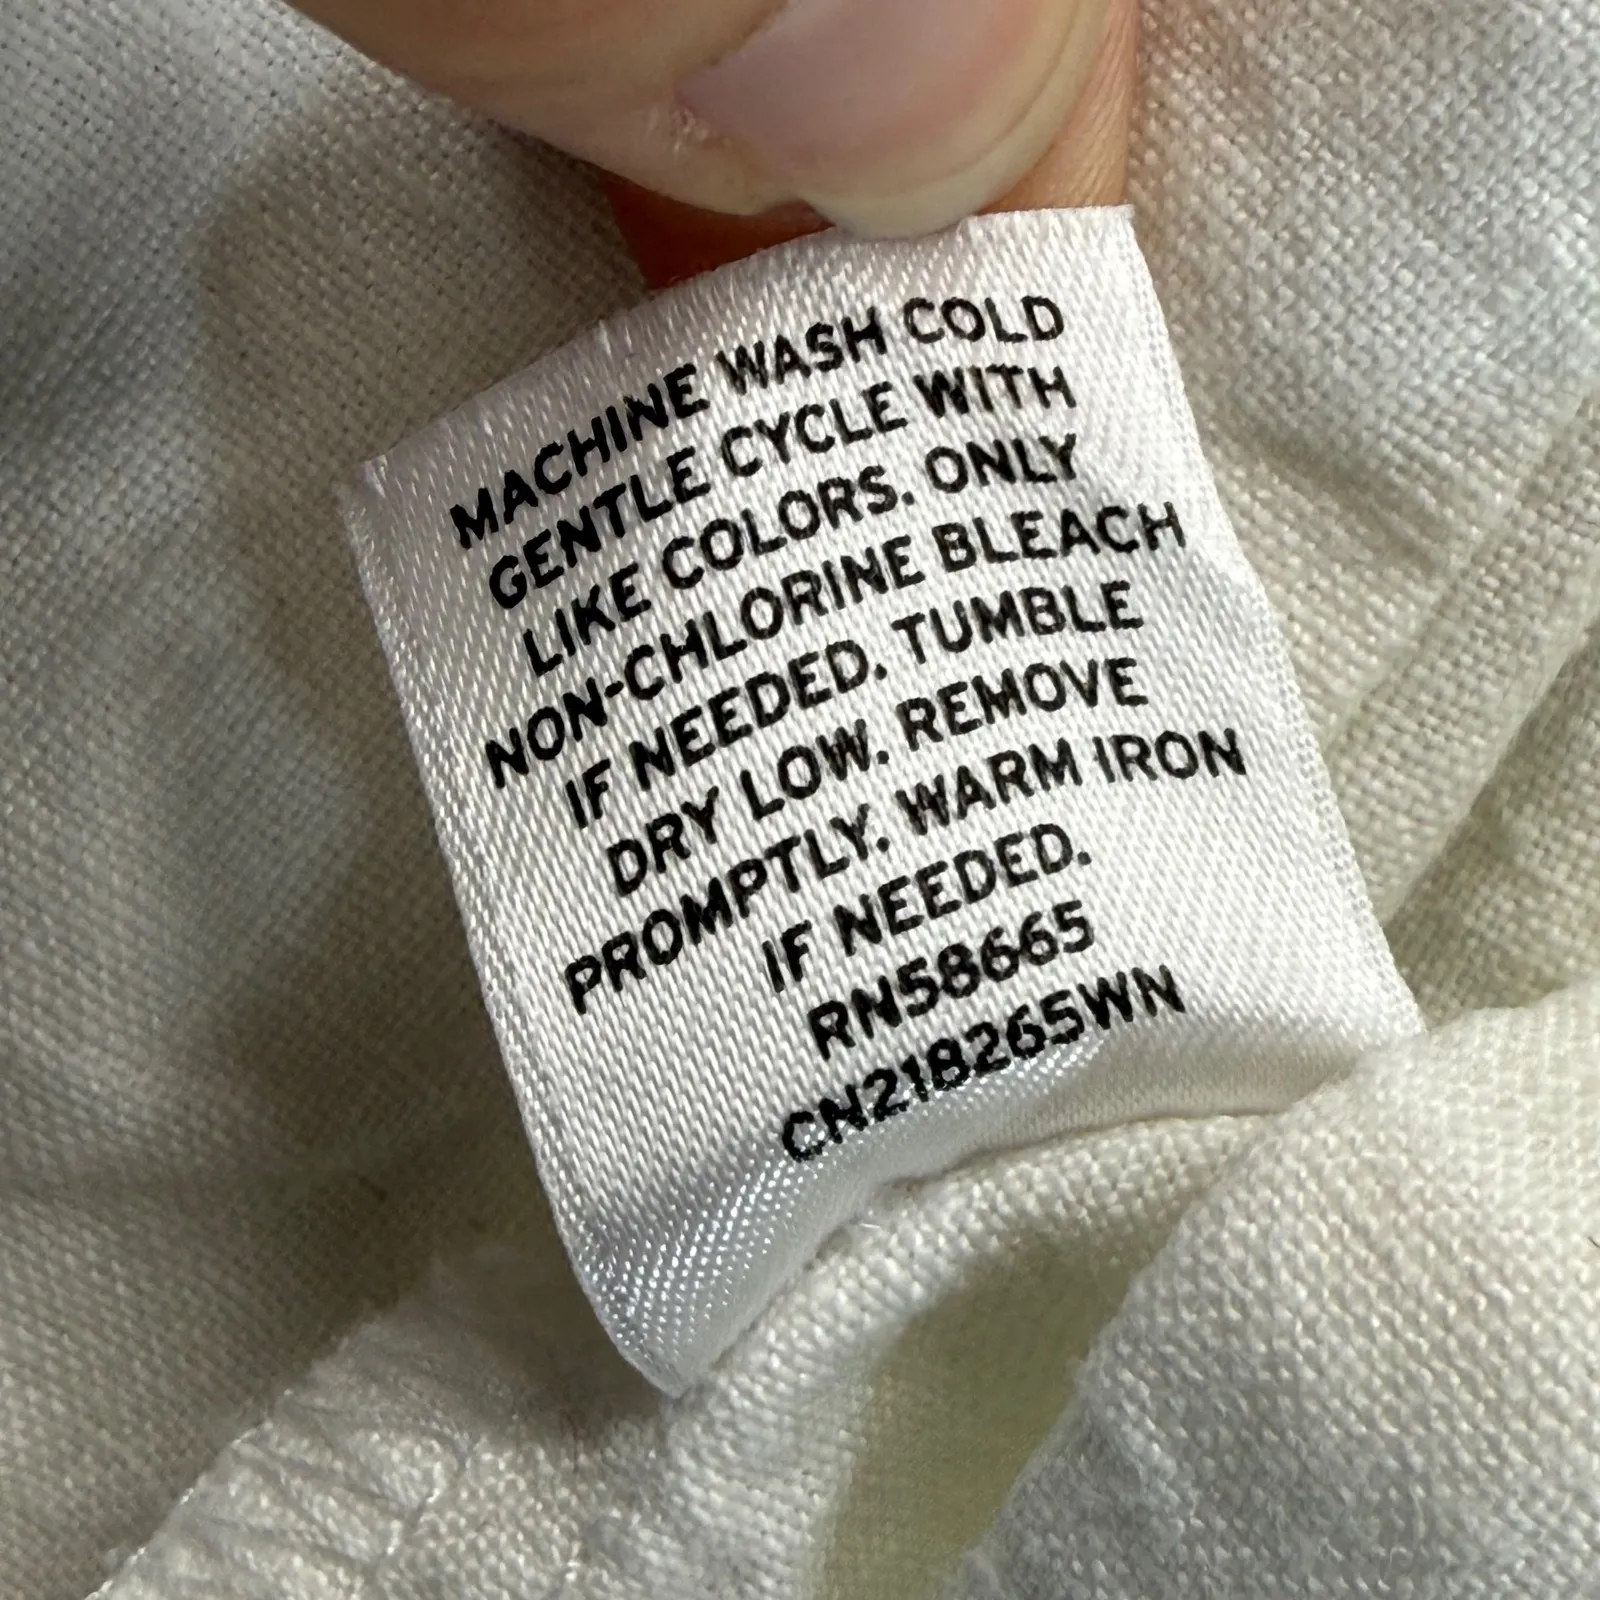 MACHINE WASH COLD
GENTLE CYCLE WITH
LIKE COLORS. ONLY
NON-CHLORINE BLEACH
IF NEEDED. TUMBLE
DRY LOW. REMOVE
PROMPTLY. WARM IRON
IF NEEDED.
RN58665
CN218265WN